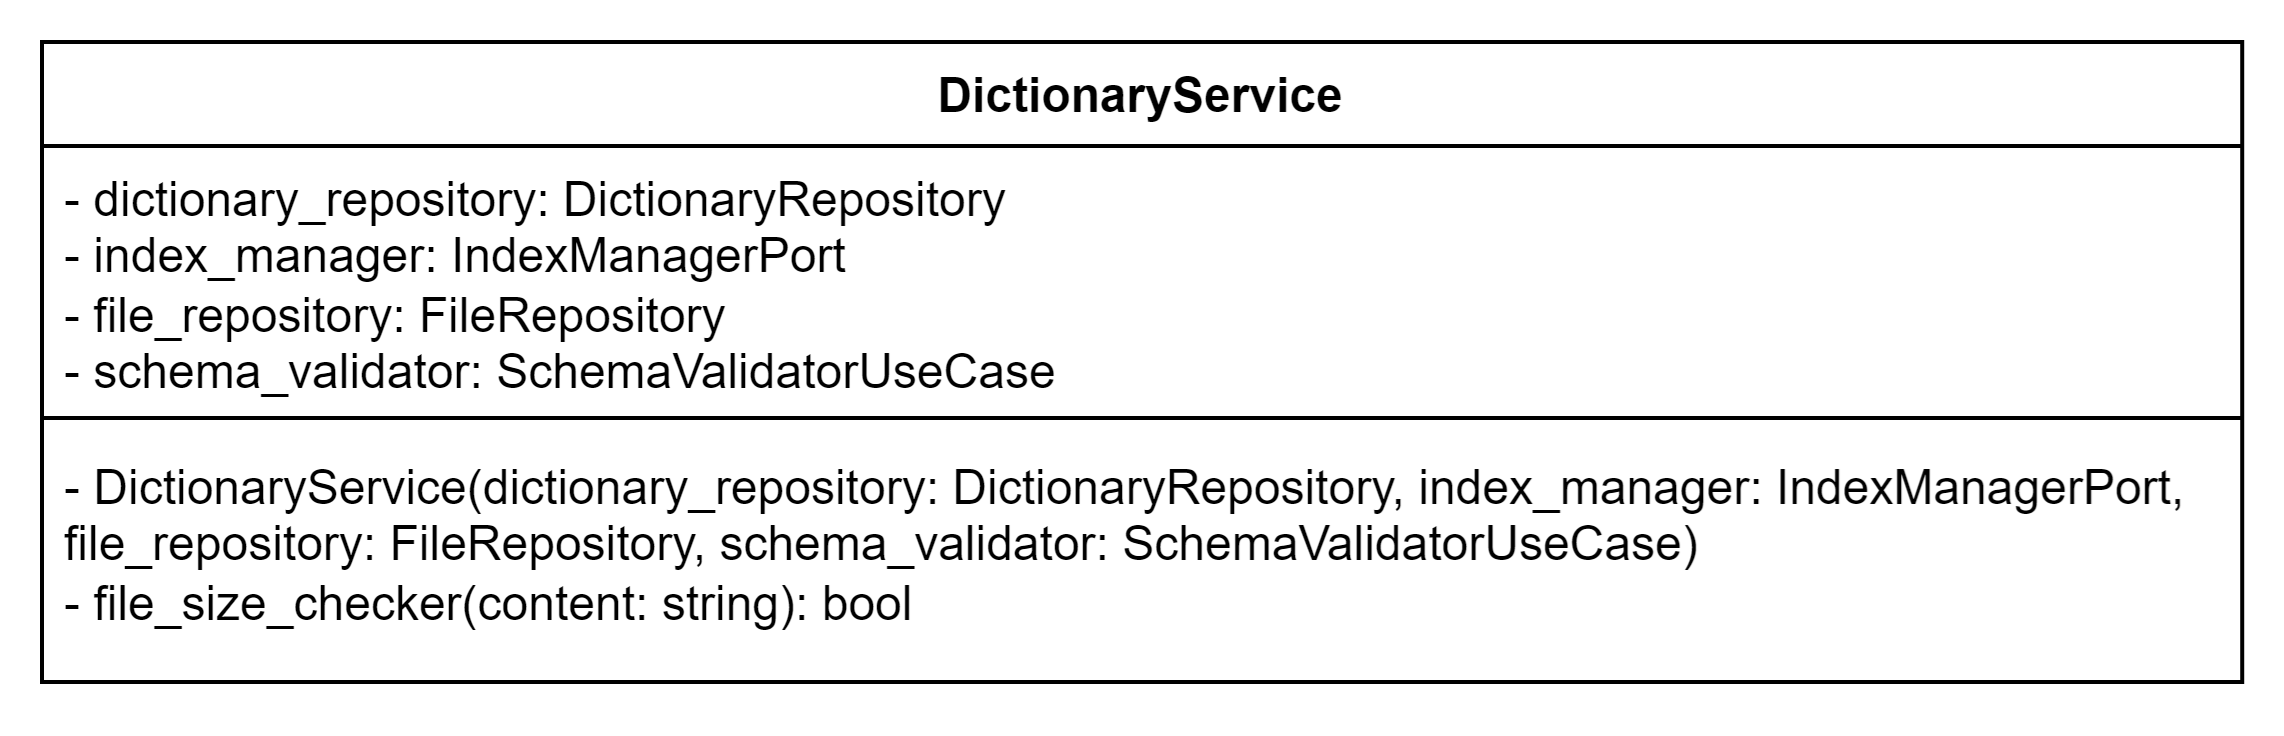 DictionaryService
- dictionary_repository: DictionaryRepository
- index_manager: IndexManagerPort
- file_repository: FileRepository
- schema_validator: SchemaValidatorUseCase
- DictionaryService(dictionary_repository: DictionaryRepository, index_manager: IndexManagerPort,
file_repository: FileRepository, schema_validator: SchemaValidatorUseCase)
- file_size_checker(content: string): bool